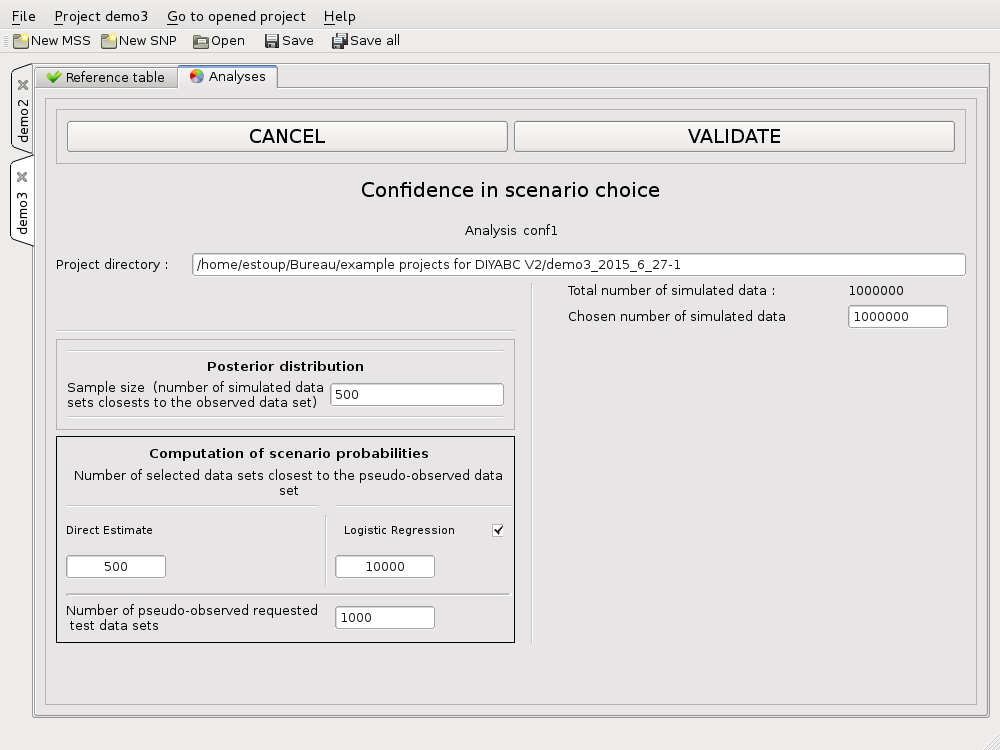 File Project demo3 Go to opened project Help
New MSS New SNP Open Save Save all
Reference table Analyses
demo2
demo3
CANCEL VALIDATE
Confidence in scenario choice
Analysis conf1
Project directory : /home/estoup/Bureau/example projects for DIYABC V2/demo3_2015_6_27-1
Total number of simulated data : 1000000
Chosen number of simulated data 1000000
Posterior distribution
Sample size (number of simulated data
sets closests to the observed data set) 500
Computation of scenario probabilities
Number of selected data sets closest to the pseudo-observed data
set
Direct Estimate Logistic Regression
500 10000
Number of pseudo-observed requested
test data sets 1000